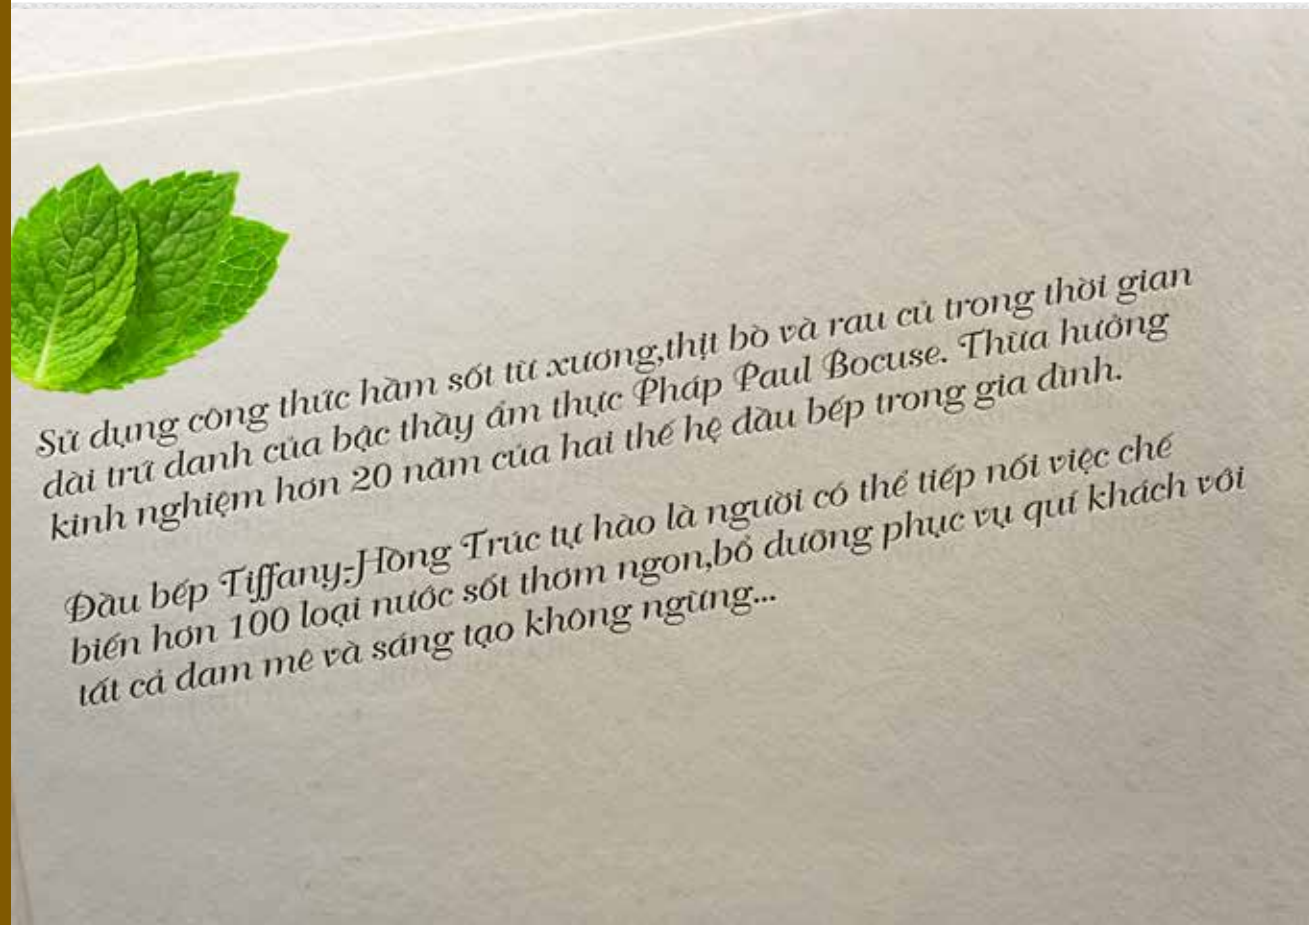 Sử dụng công thức hầm sốt từ xương,thịt bò và rau củ trong thời gian
dài trứ danh của bậc thầy ẩm thực Pháp Paul Bocuse. Thừa hưởng
kinh nghiệm hơn 20 năm của hai thế hệ đầu bếp trong gia đình.
Đầu bếp Tiffany-Hồng Trúc tự hào là người có thể tiếp nối việc chế
biến hơn 100 loại nước sốt thơm ngon,bổ dưỡng phục vụ quí khách với
tất cả đam mê và sáng tạo không ngừng...